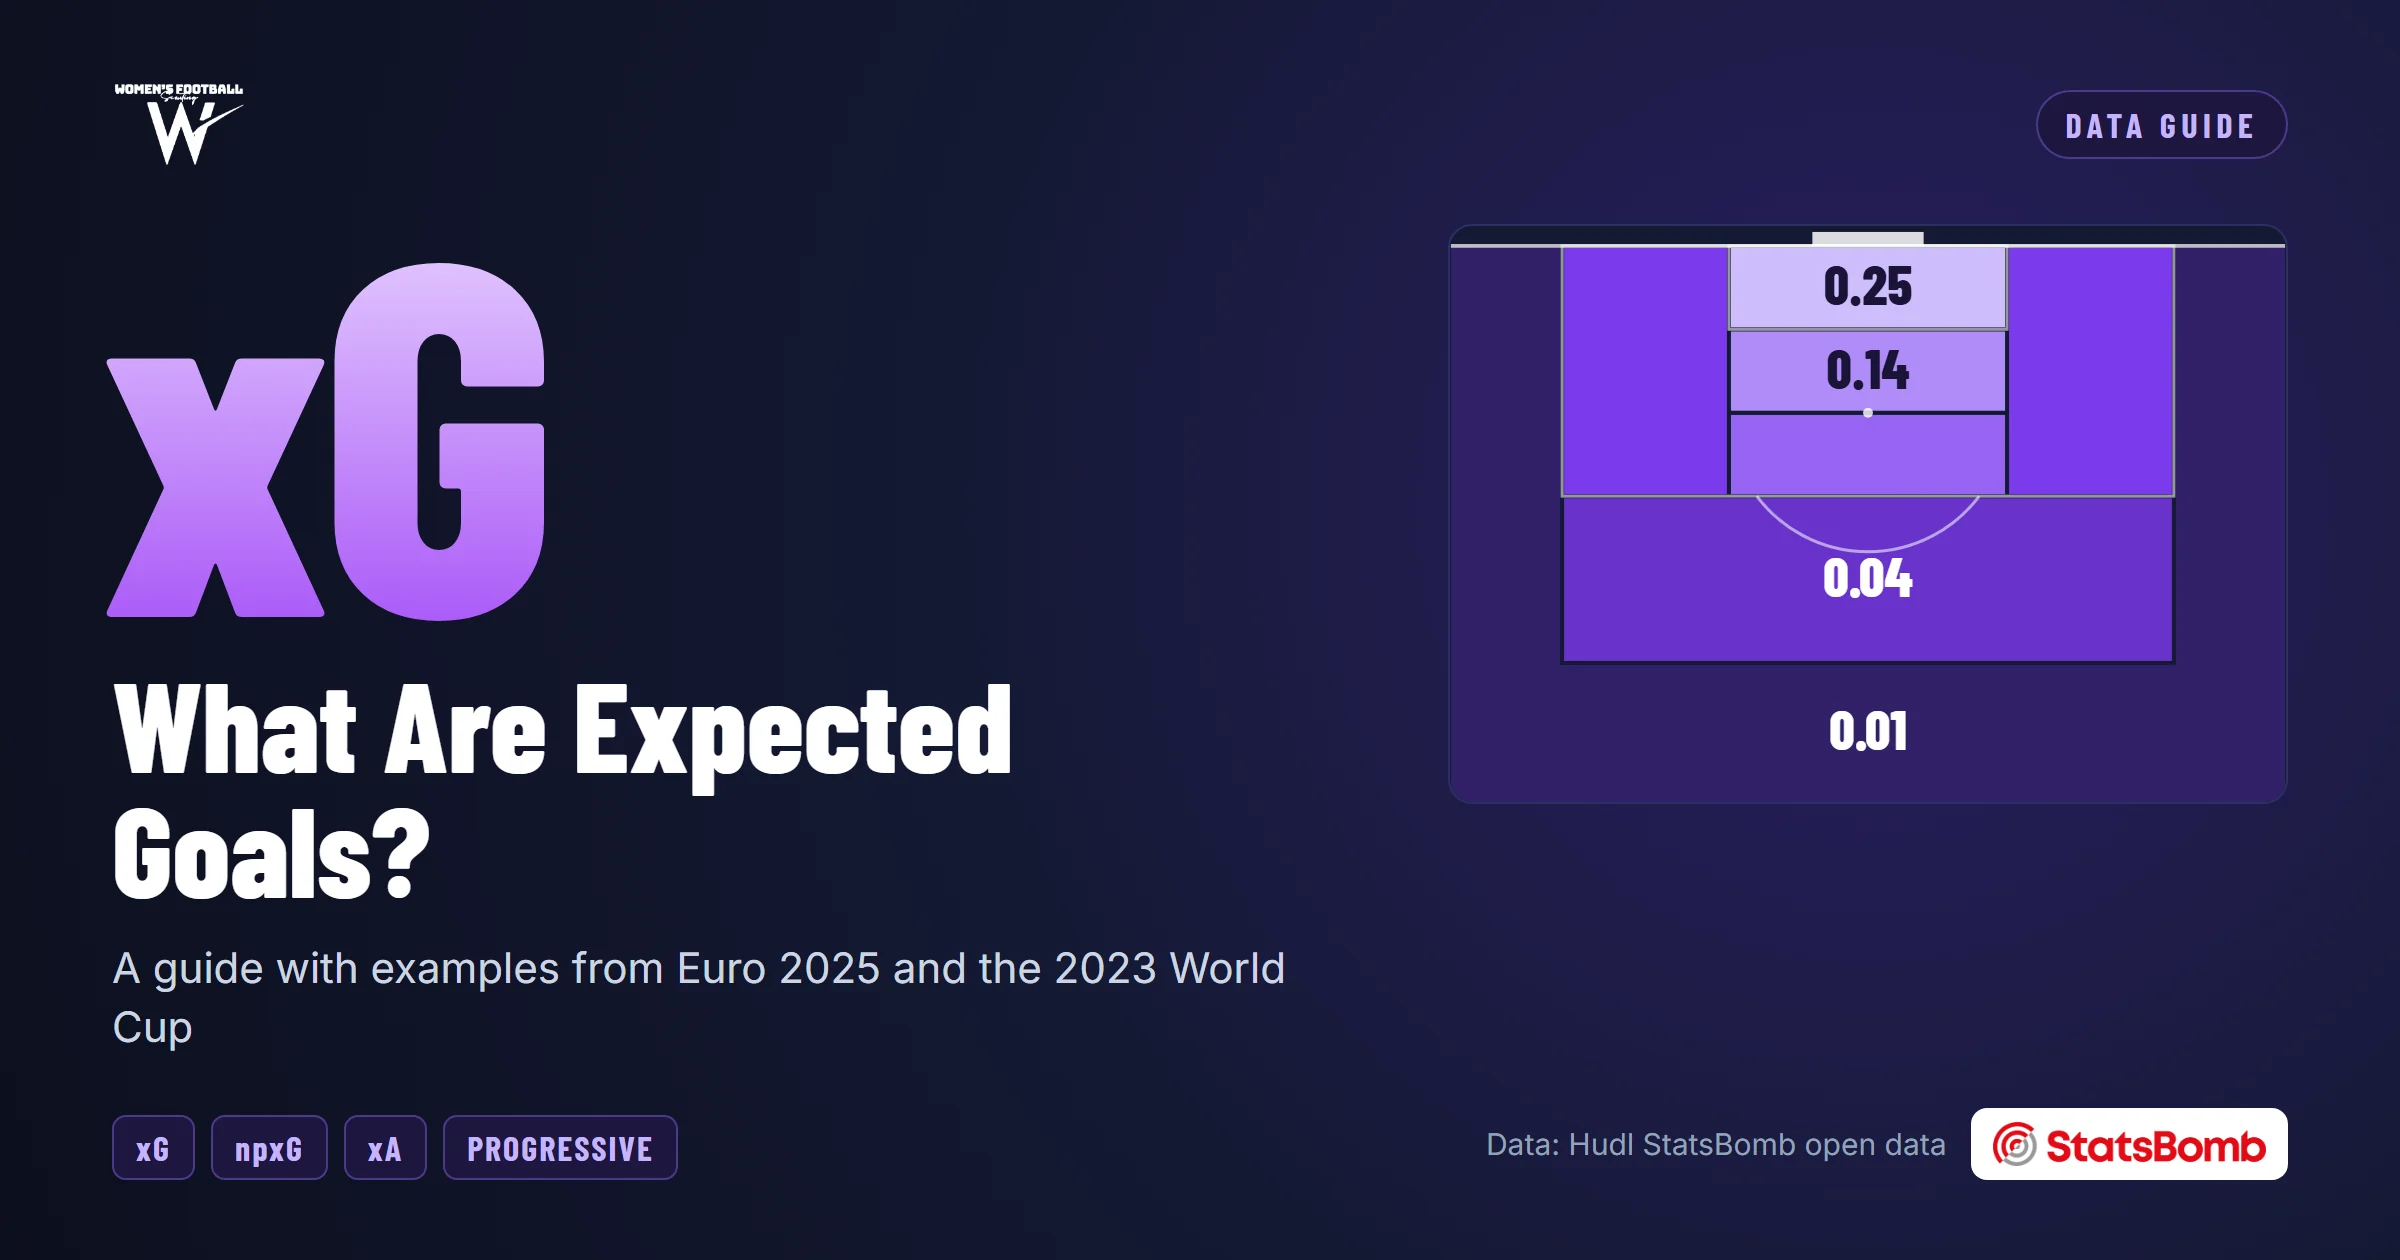 WOMEN'S FOOTBALL
DATA GUIDE
xG
0.25
0.14
0.04
0.01
What Are Expected
Goals?
A guide with examples from Euro 2025 and the 2023 World
Cup
xG
npxG
xA
PROGRESSIVE
Data: Hudl StatsBomb open data
StatsBomb